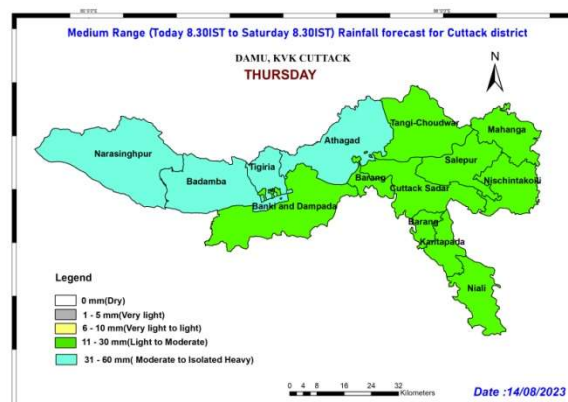 Medium Range (Today 8.30IST to Saturday 8.30IST) Rainfall forecast for Cuttack district
DAMU, KVK CUTTACK
THURSDAY
N
Tangi-Choudwar
Mahanga
Athagad
Narasinghpur
Salepur
Tigiria
Badamba
Barang
Nischintakoili
Cuttack Sadar
Banki and Dampada
Barang
Kantapada
Niali
Legend
0 mm(Dry)
1 - 5 mm(Very light)
6 - 10 mm(Very light to light)
11 - 30 mm(Light to Moderate)
31 - 60 mm( Moderate to Isolated Heavy)
0 4 8 16 24 32
Kilometers
Date :14/08/2023